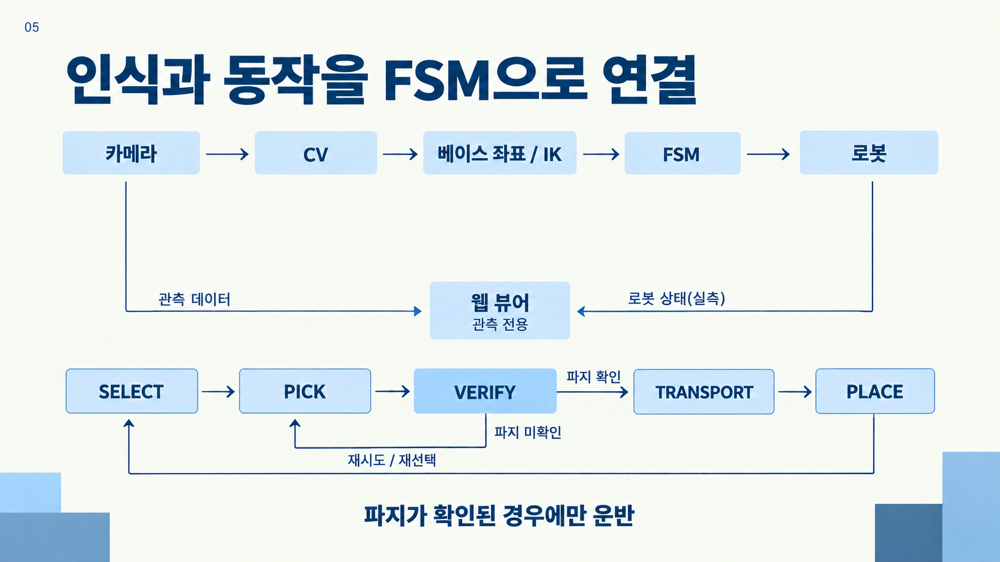 05
인식과 동작을 FSM으로 연결
카메라
CV
베이스 좌표 / IK
FSM
로봇
관측 데이터
웹 뷰어
관측 전용
로봇 상태(실측)
SELECT
PICK
VERIFY
파지 확인
TRANSPORT
PLACE
파지 미확인
재시도 / 재선택
파지가 확인된 경우에만 운반